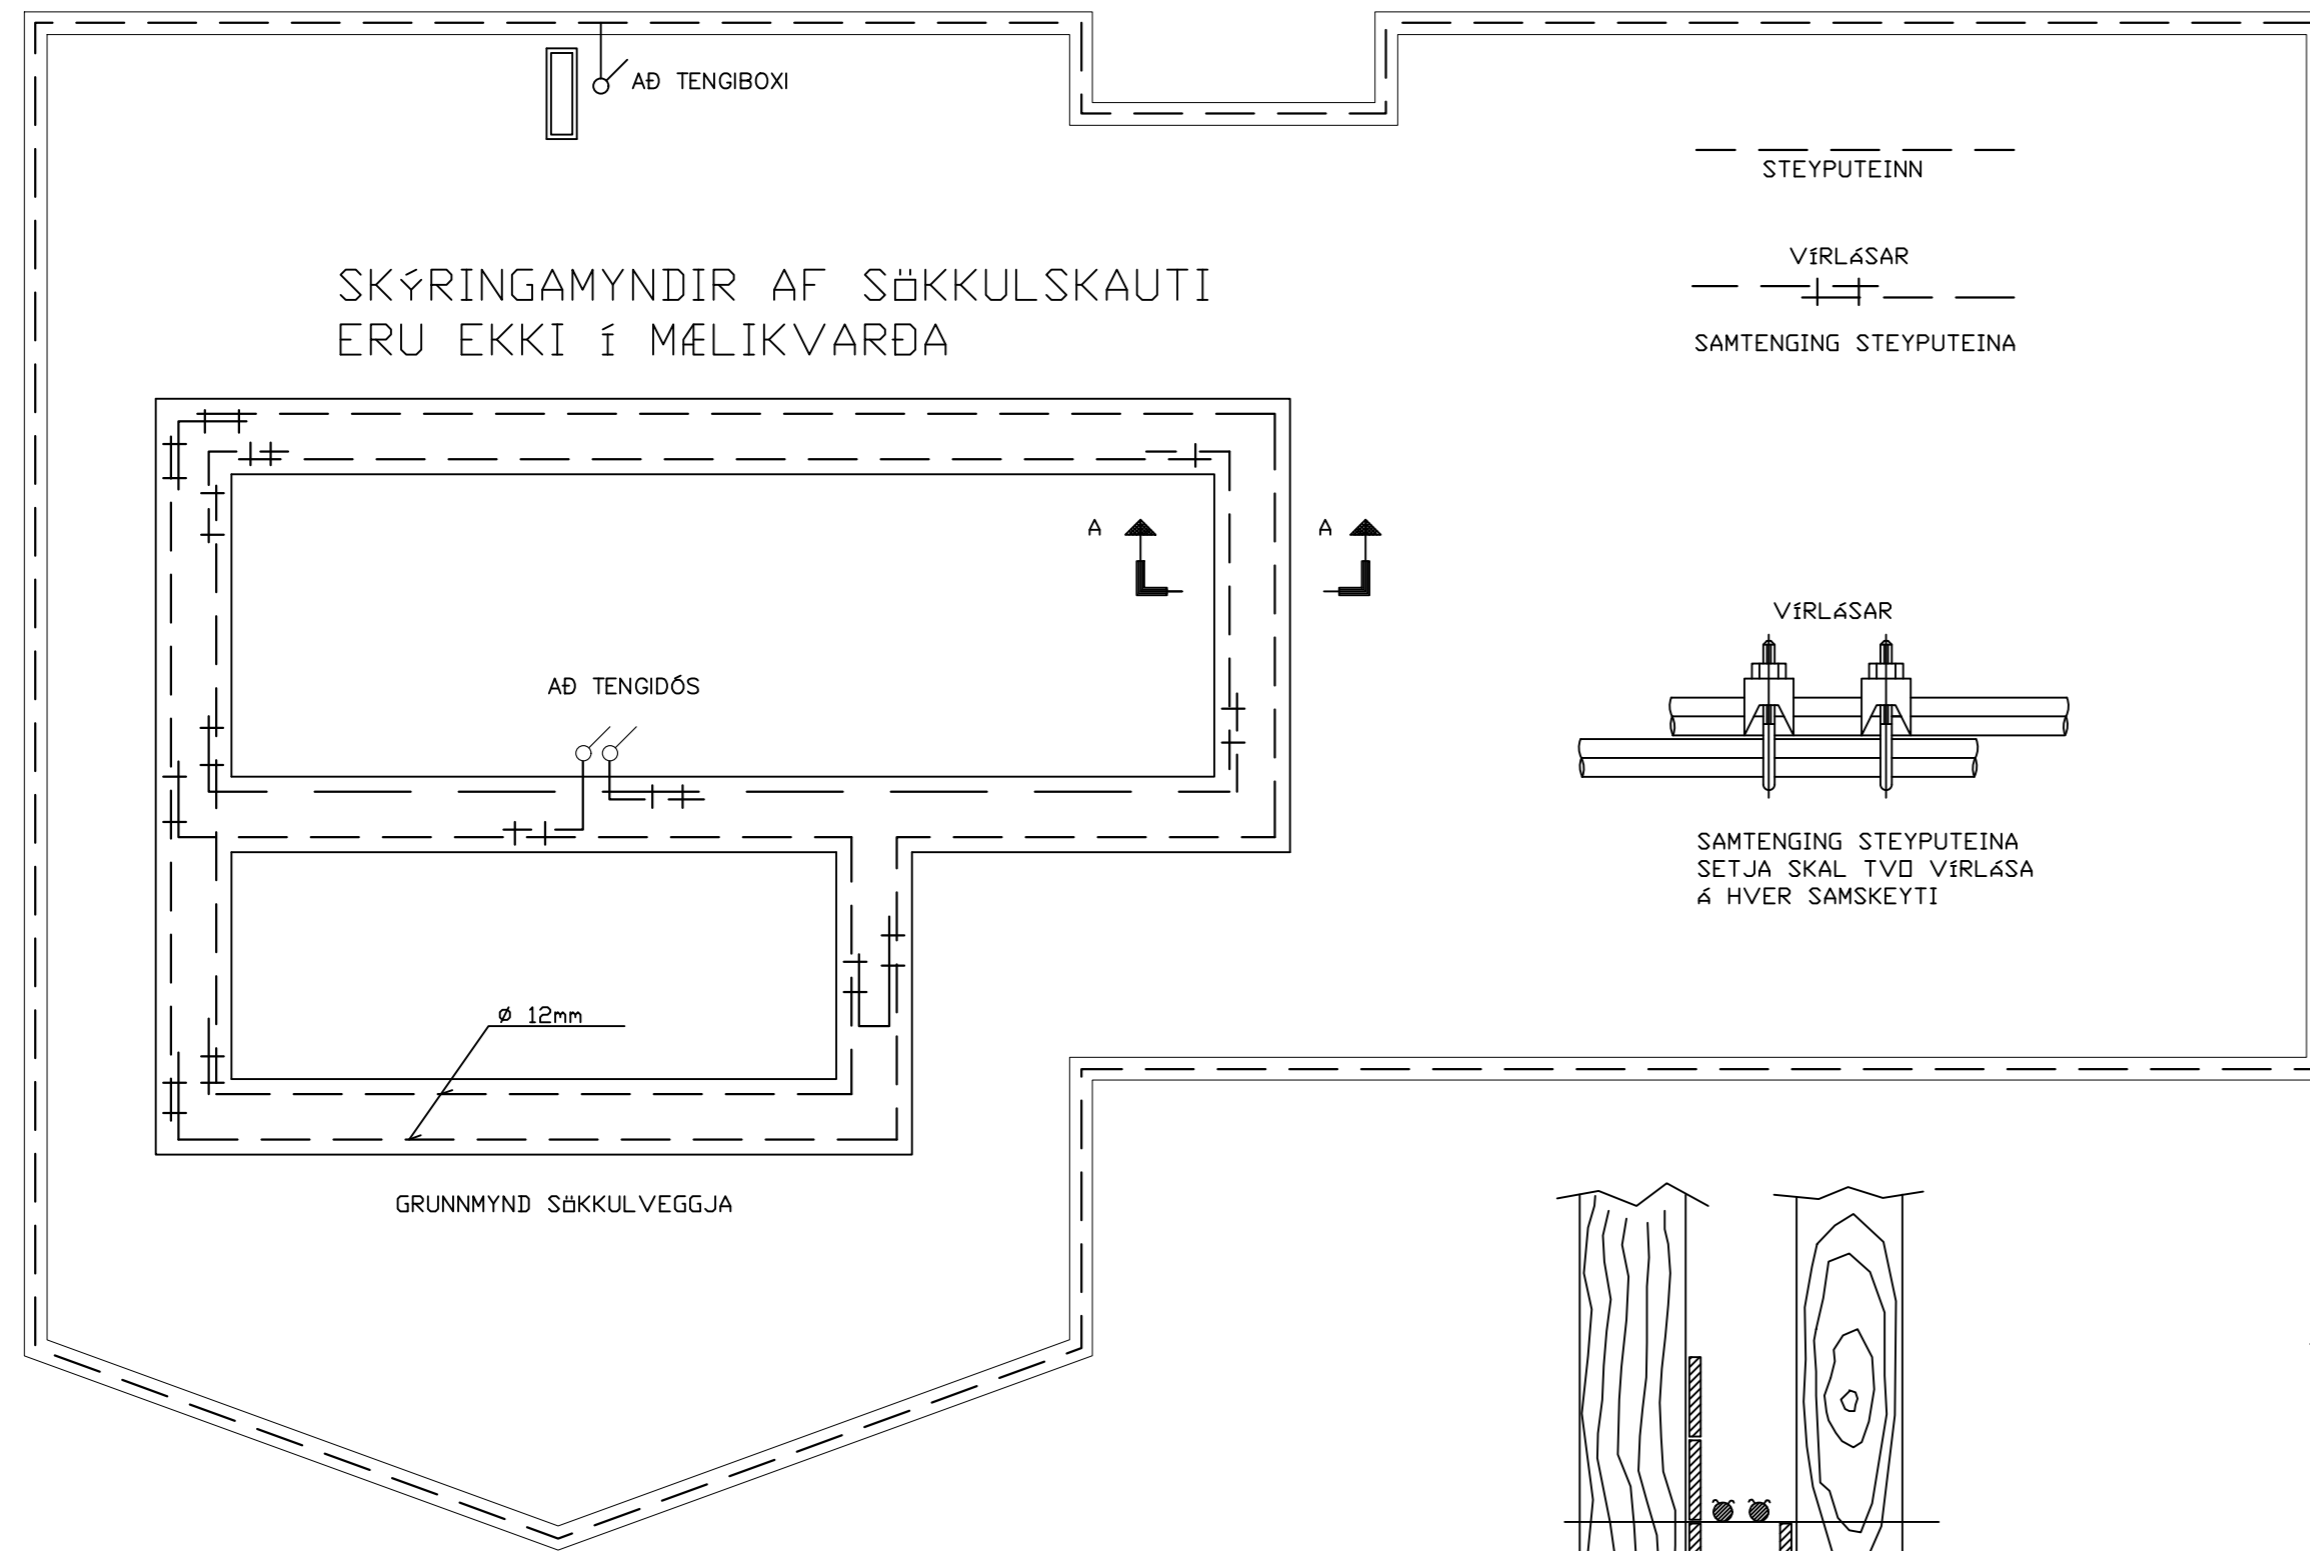 AÐ TENGIBOXI
STEYPUTEINN
VÍRLÁSAR
SAMTENGING STEYPUTEINA
SKÝRINGAMYNDIR AF SÖKKULSKAUTI
ERU EKKI Í MÆLIKVARÐA
A
A
AÐ TENGIDÓS
VÍRLÁSAR
SAMTENGING STEYPUTEINA
SETJA SKAL TVO VÍRLÁSA
Á HVER SAMSKEYTI
Ø 12mm
GRUNNMYND SÖKKULVEGGJA